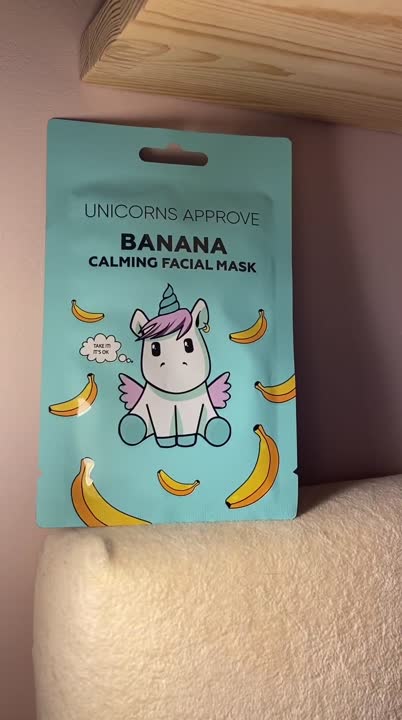 UNICORNS APPROVE
BANANA
CALMING FACIAL MASK
TAKE IT!
IT'S OK